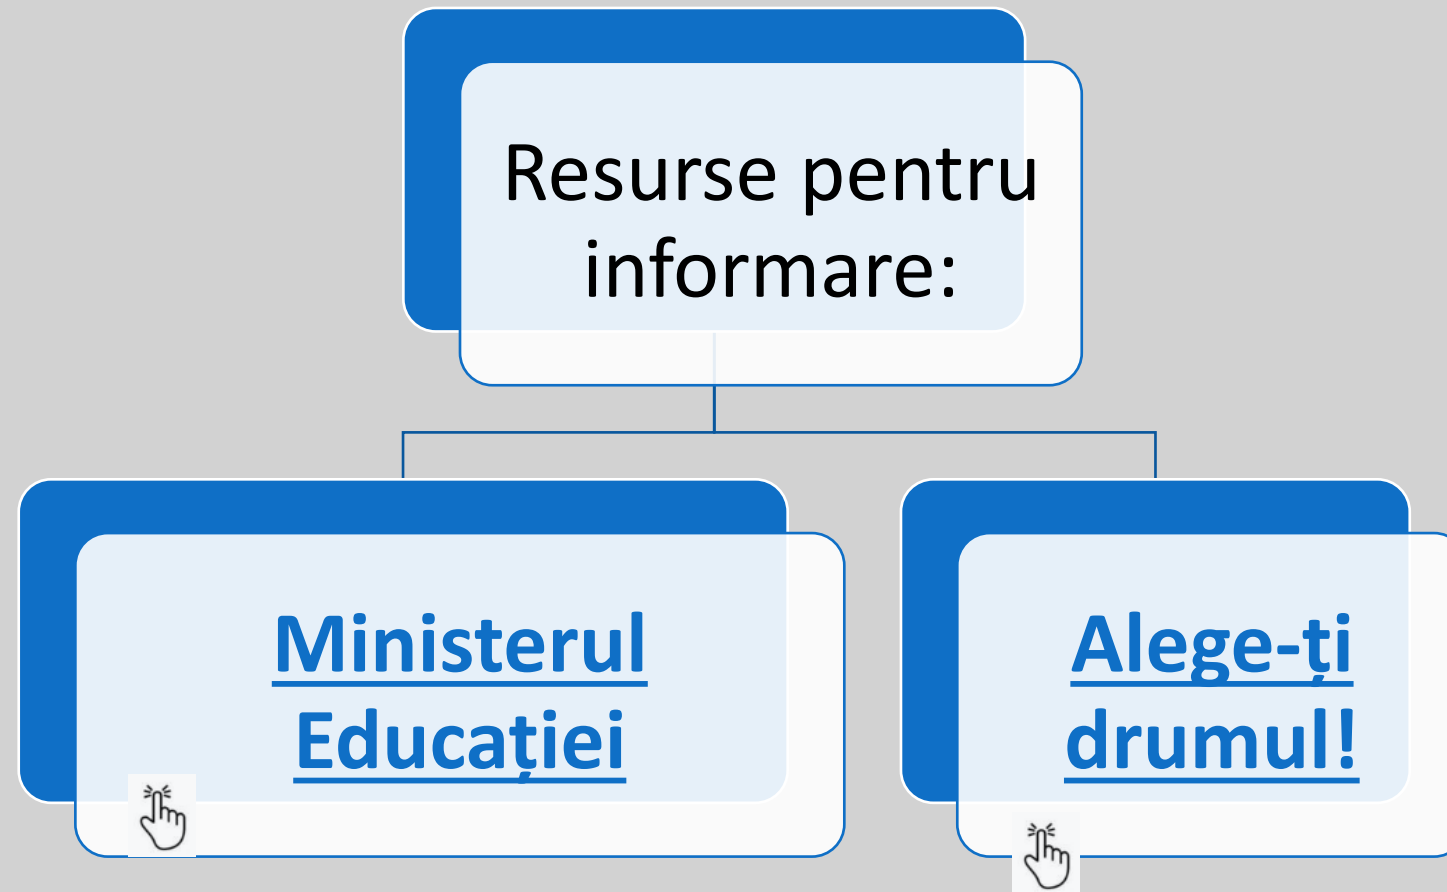 Resurse pentru
informare:
Ministerul
Educației
Alege-ți
drumul!